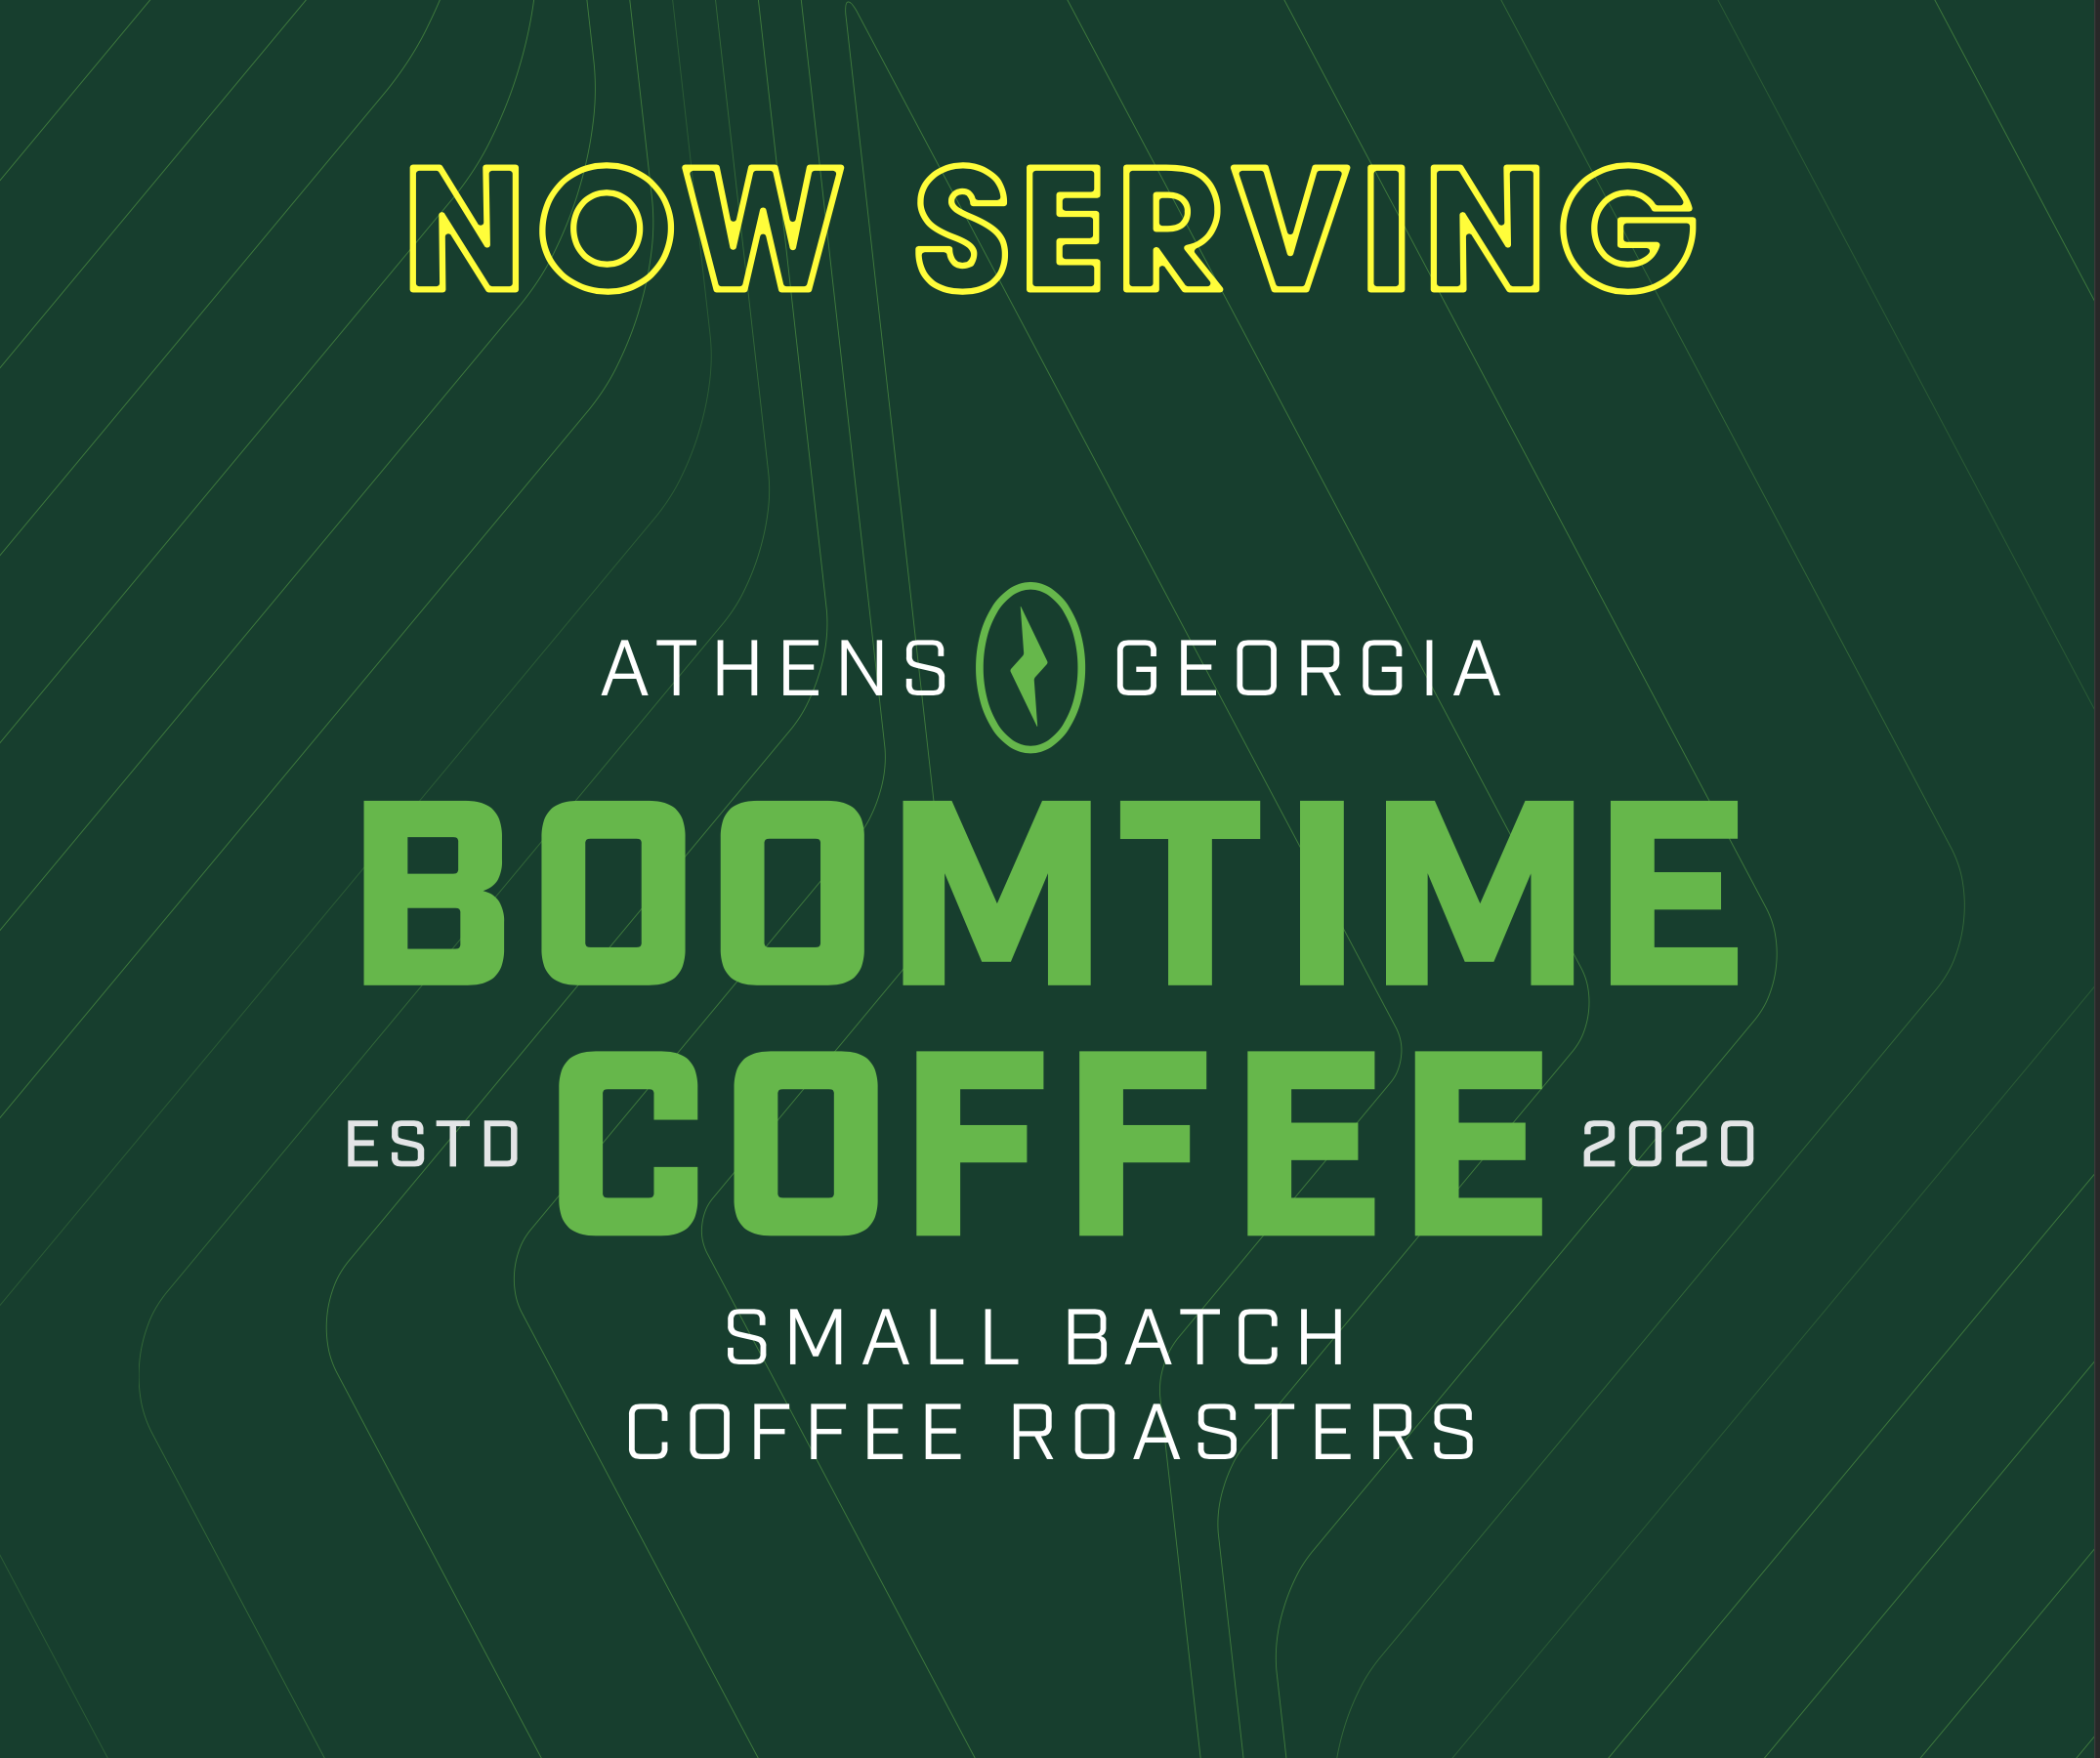 NOW SERVING
ATHENS GEORGIA
BOOMTIME
ESTD COFFEE 2020
SMALL BATCH
COFFEE ROASTERS